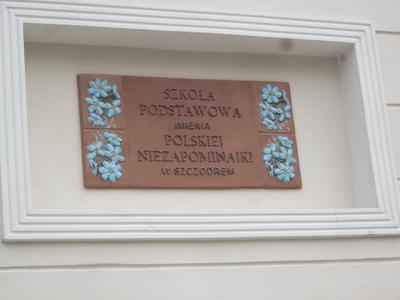 SZKOŁA
PODSTAWOWA
IMIENIA
POLSKIEJ
NIEZAPOMINAJKI
W SZCZODREM